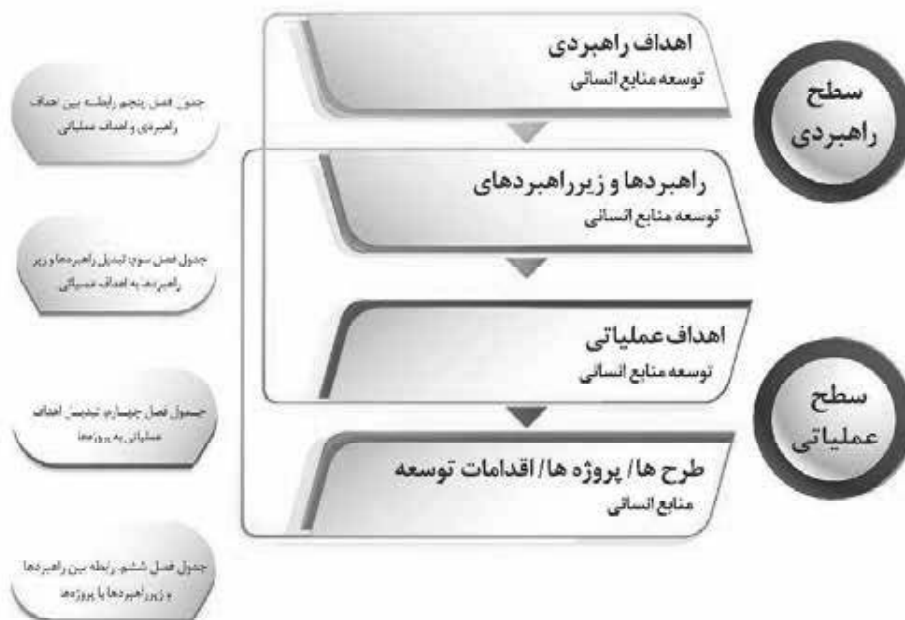 سطح
راهبردی
اهداف راهبردی
توسعه منابع انسانی
راهبردها و زیرراهبردهای
توسعه منابع انسانی
سطح
عملیاتی
اهداف عملیاتی
توسعه منابع انسانی
طرح ها/ پروژه ها/ اقدامات توسعه
منابع انسانی
جدول فصل پنجم رابطه بین اهداف
راهبردی و اهداف عملیاتی
جدول فصل سوم: تبدیل راهبردها و زیر
راهبردها به اهداف عملیاتی
جدول فصل چهارم: تبدیل اهداف
عملیاتی به پروژه‌ها
جدول فصل ششم رابطه بین راهبردها
و زیرراهبردها با پروژه‌ها